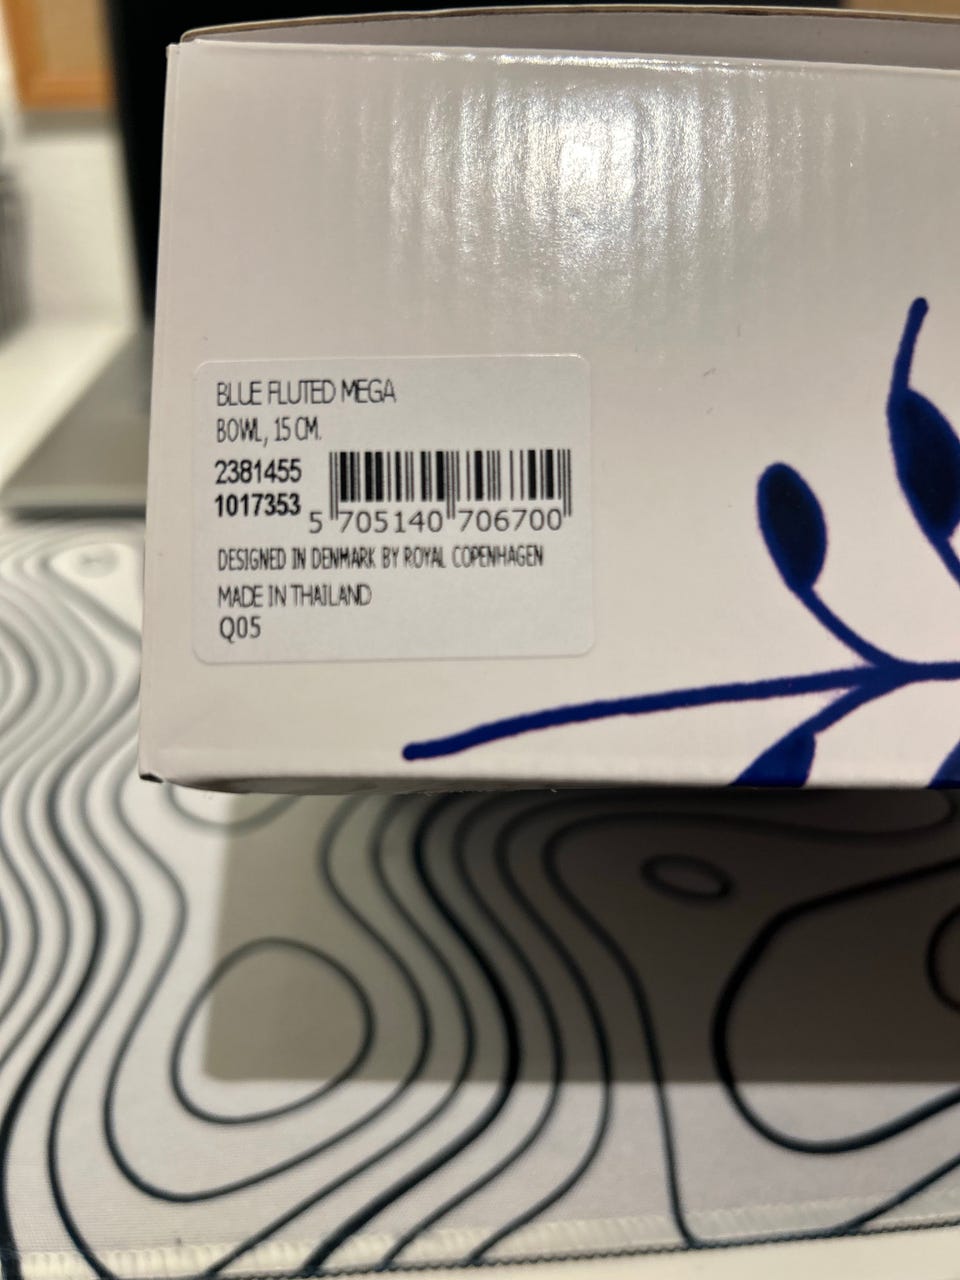 BLUE FLUTED MEGA
BOWL, 15 CM.
2381455
1017353
5 705140 706700
DESIGNED IN DENMARK BY ROYAL COPENHAGEN
MADE IN THAILAND
Q05